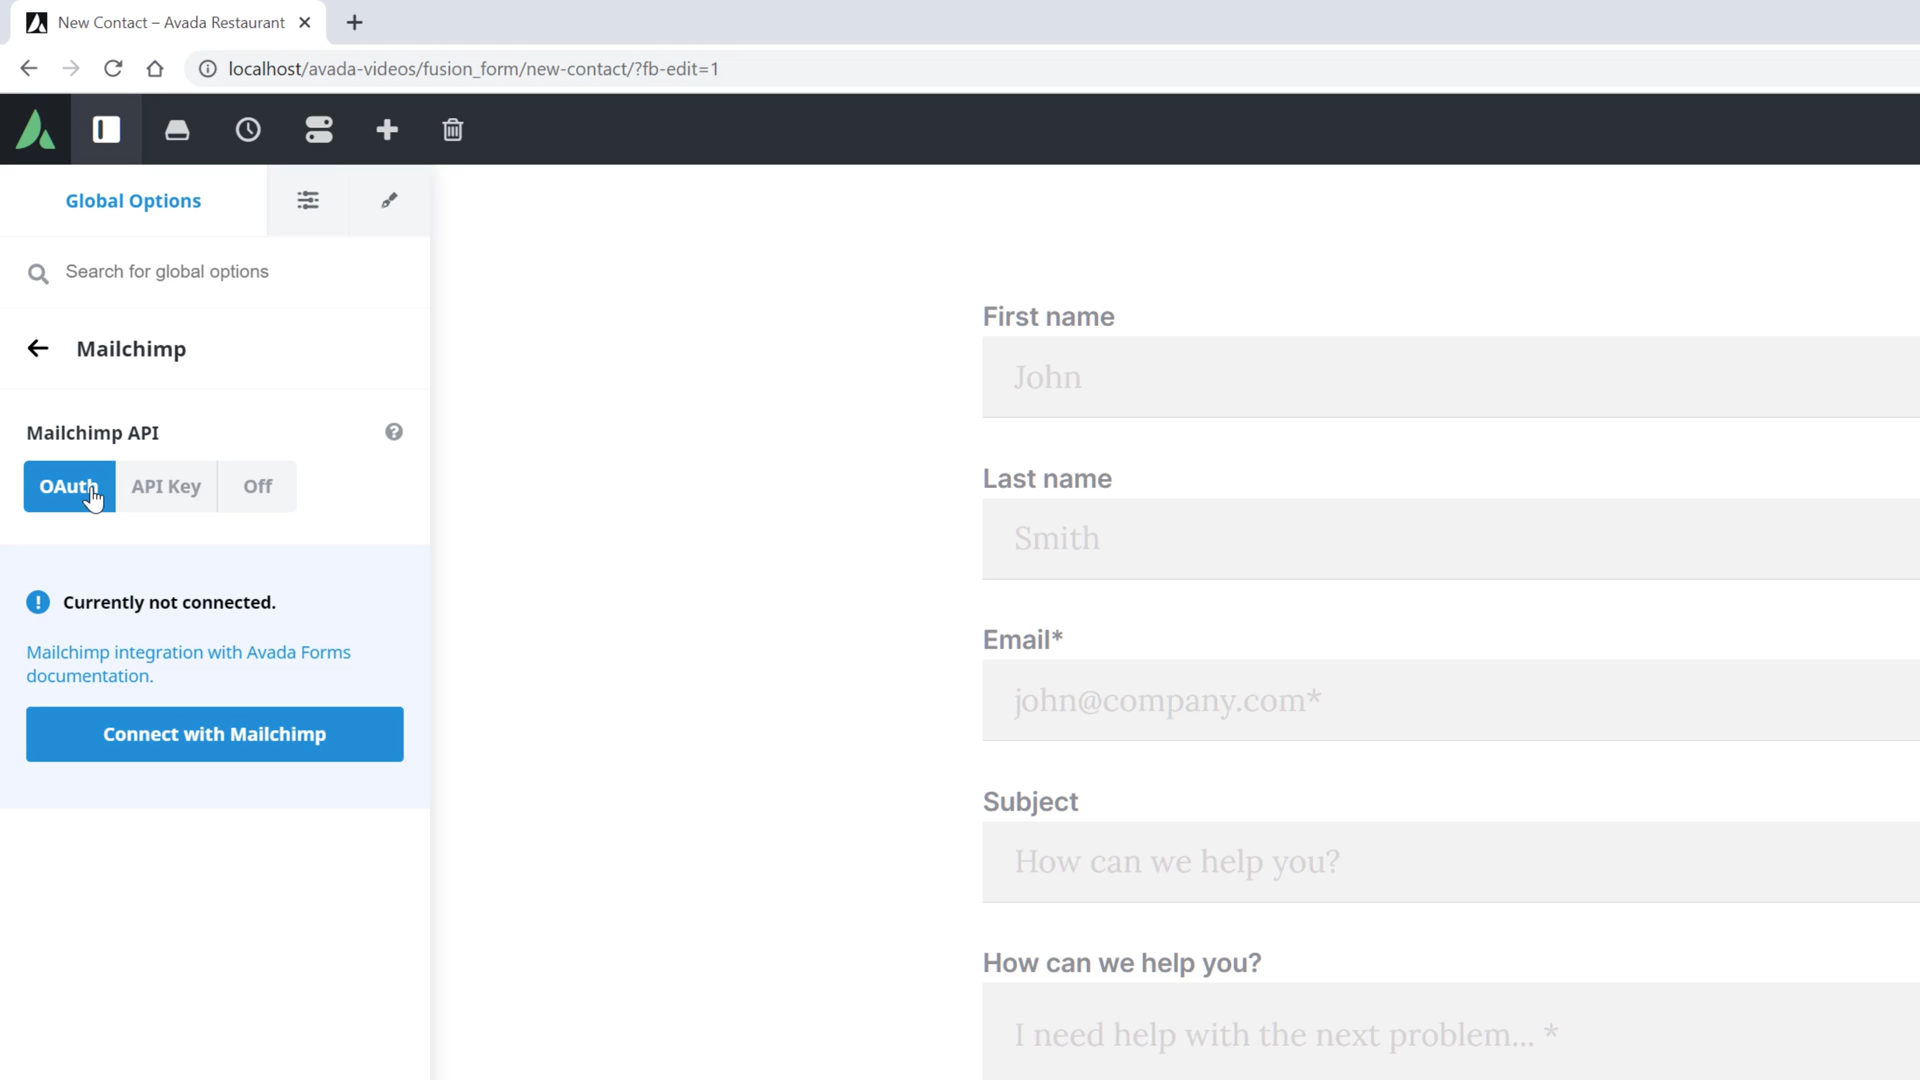 New Contact – Avada Restaurant
localhost/avada-videos/fusion_form/new-contact/?fb-edit=1
Global Options
Search for global options
Mailchimp
Mailchimp API
OAuth API Key Off
Currently not connected.
Mailchimp integration with Avada Forms
documentation.
Connect with Mailchimp
First name
John
Last name
Smith
Email*
john@company.com*
Subject
How can we help you?
How can we help you?
I need help with the next problem... *